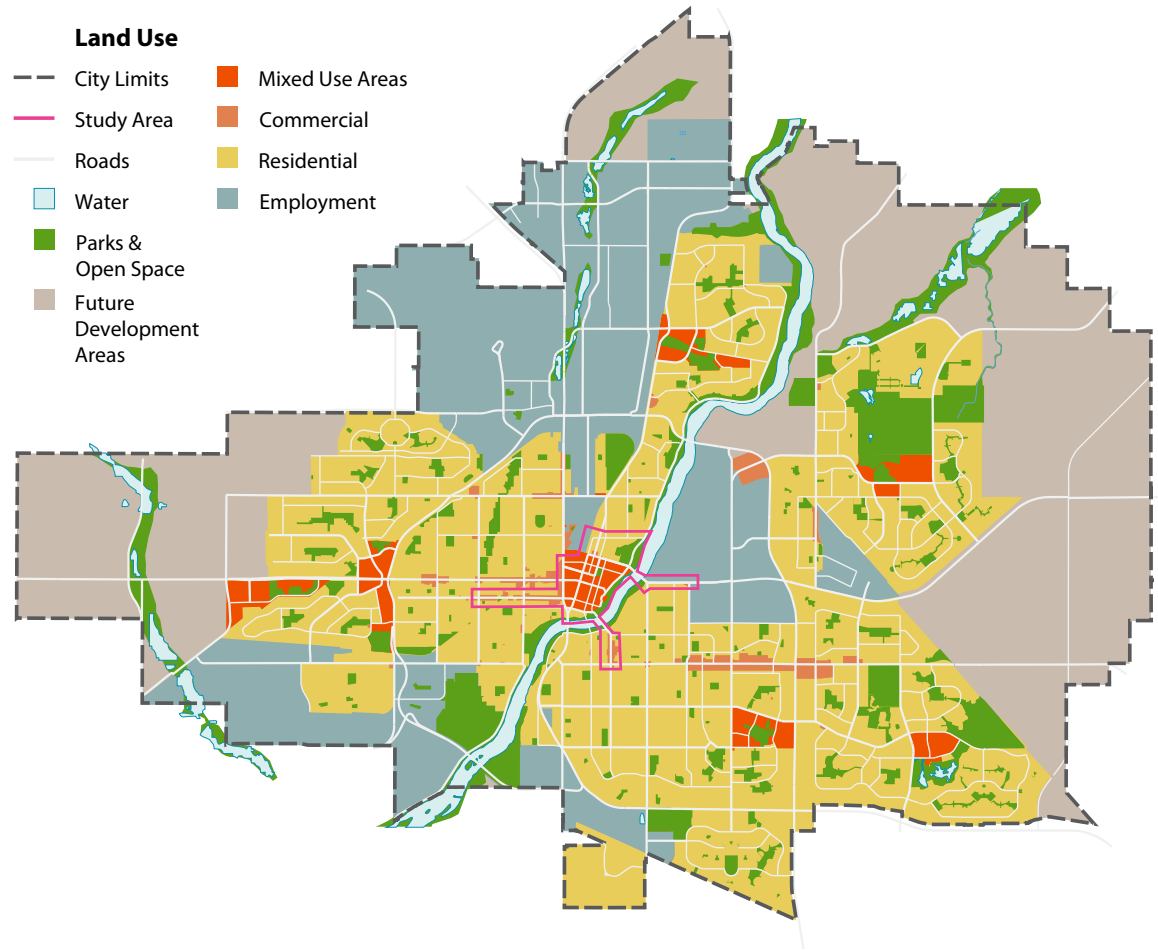 Land Use
City Limits
Study Area
Roads
Water
Parks &
Open Space
Future
Development
Areas
Mixed Use Areas
Commercial
Residential
Employment